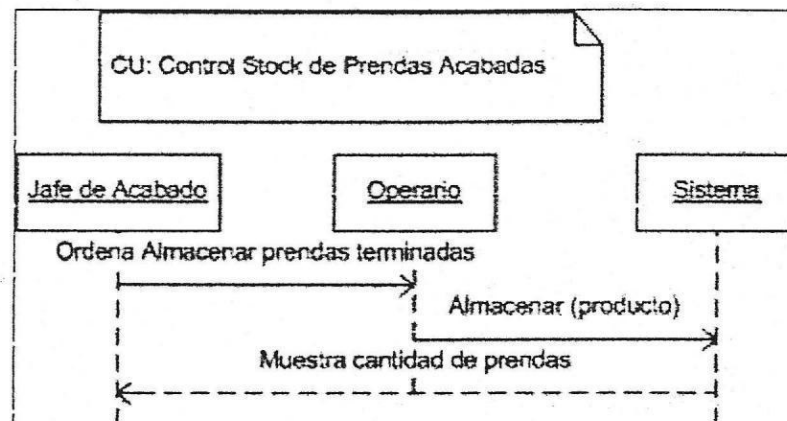 CU: Control Stock de Prendas Acabadas
Jafe de Acabado
Operario
Sistema
Ordena Almacenar prendas terminadas
Almacenar (producto)
Muestra cantidad de prendas